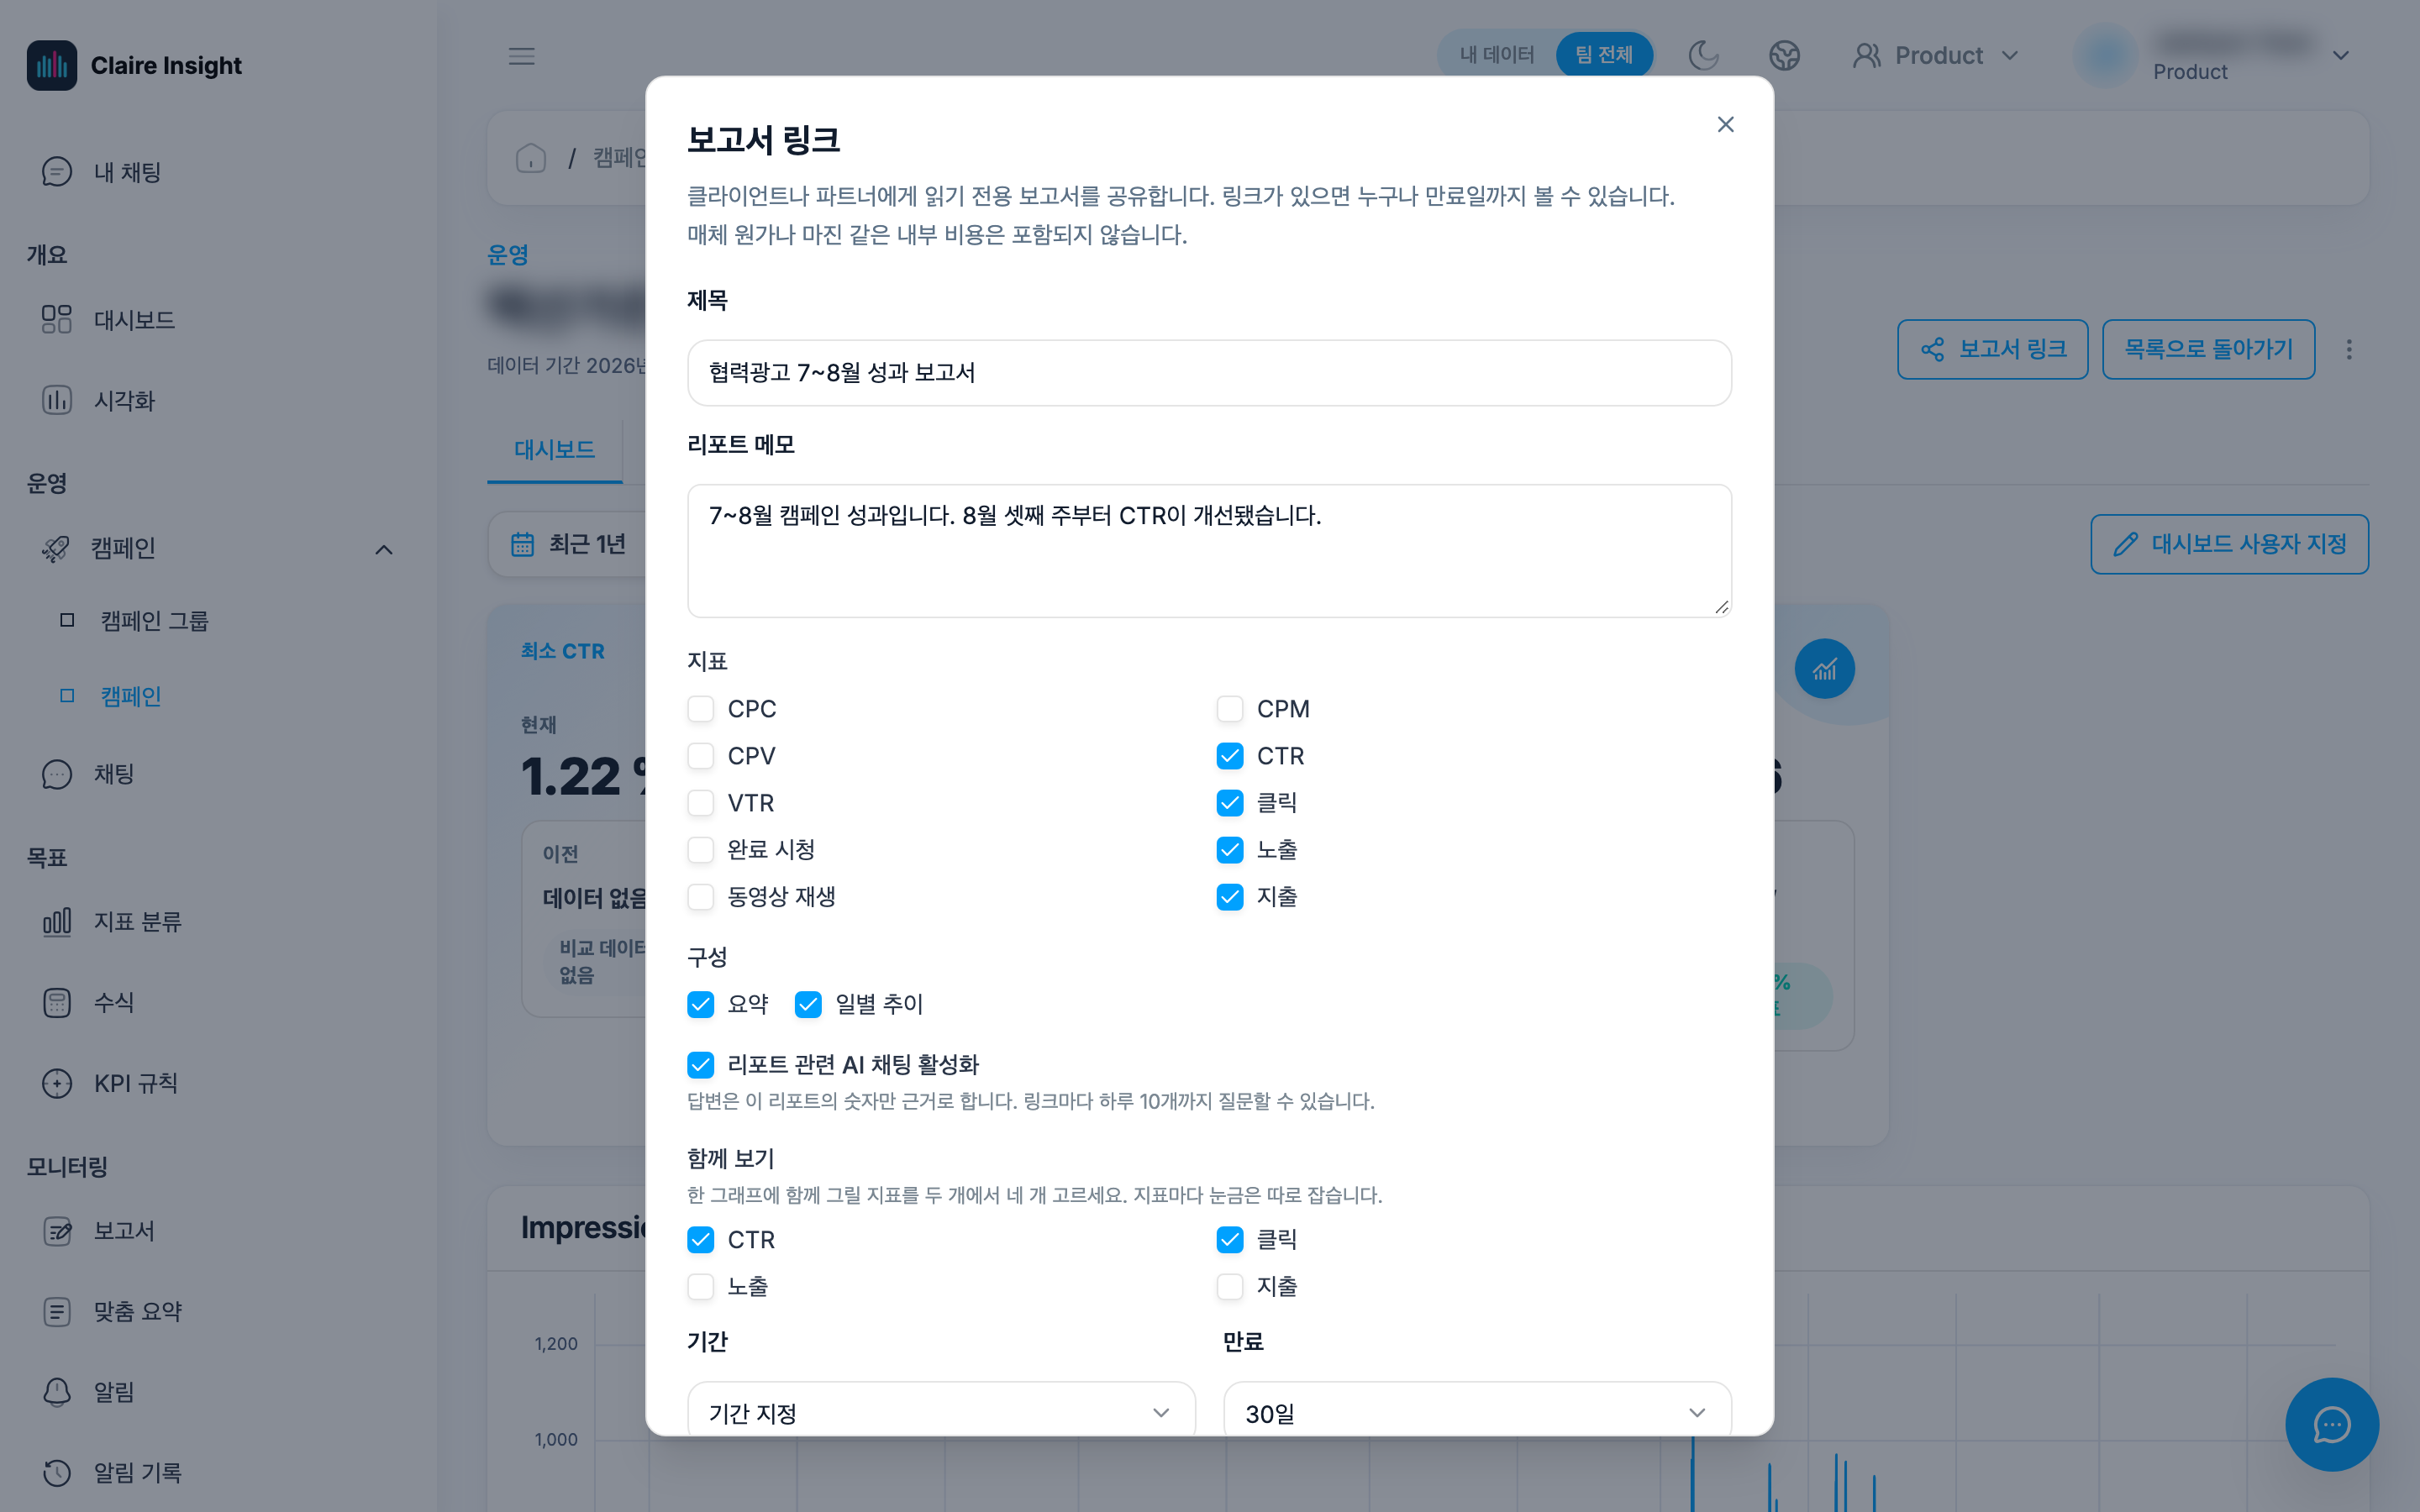 Claire Insight
내 채팅
개요
대시보드
시각화
운영
캠페인
캠페인 그룹
캠페인
채팅
목표
지표 분류
수식
KPI 규칙
모니터링
보고서
맞춤 요약
알림
알림 기록
내 데이터
팀 전체
Product
Product
/
운영
데이터 기간 2026
보고서 링크
목록으로 돌아가기
대시보드
최근 1년
대시보드 사용자 지정
최소 CTR
현재
1.22
이전
데이터 없음
비교 데이터
없음
%
1,200
1,000
보고서 링크
클라이언트나 파트너에게 읽기 전용 보고서를 공유합니다. 링크가 있으면 누구나 만료일까지 볼 수 있습니다.
매체 원가나 마진 같은 내부 비용은 포함되지 않습니다.
제목
협력광고 7~8월 성과 보고서
리포트 메모
7~8월 캠페인 성과입니다. 8월 셋째 주부터 CTR이 개선됐습니다.
지표
CPC
CPM
CPV
CTR
VTR
클릭
완료 시청
노출
동영상 재생
지출
구성
요약
일별 추이
리포트 관련 AI 채팅 활성화
답변은 이 리포트의 숫자만 근거로 합니다. 링크마다 하루 10개까지 질문할 수 있습니다.
함께 보기
한 그래프에 함께 그릴 지표를 두 개에서 네 개 고르세요. 지표마다 눈금은 따로 잡습니다.
CTR
클릭
노출
지출
기간
만료
기간 지정
30일